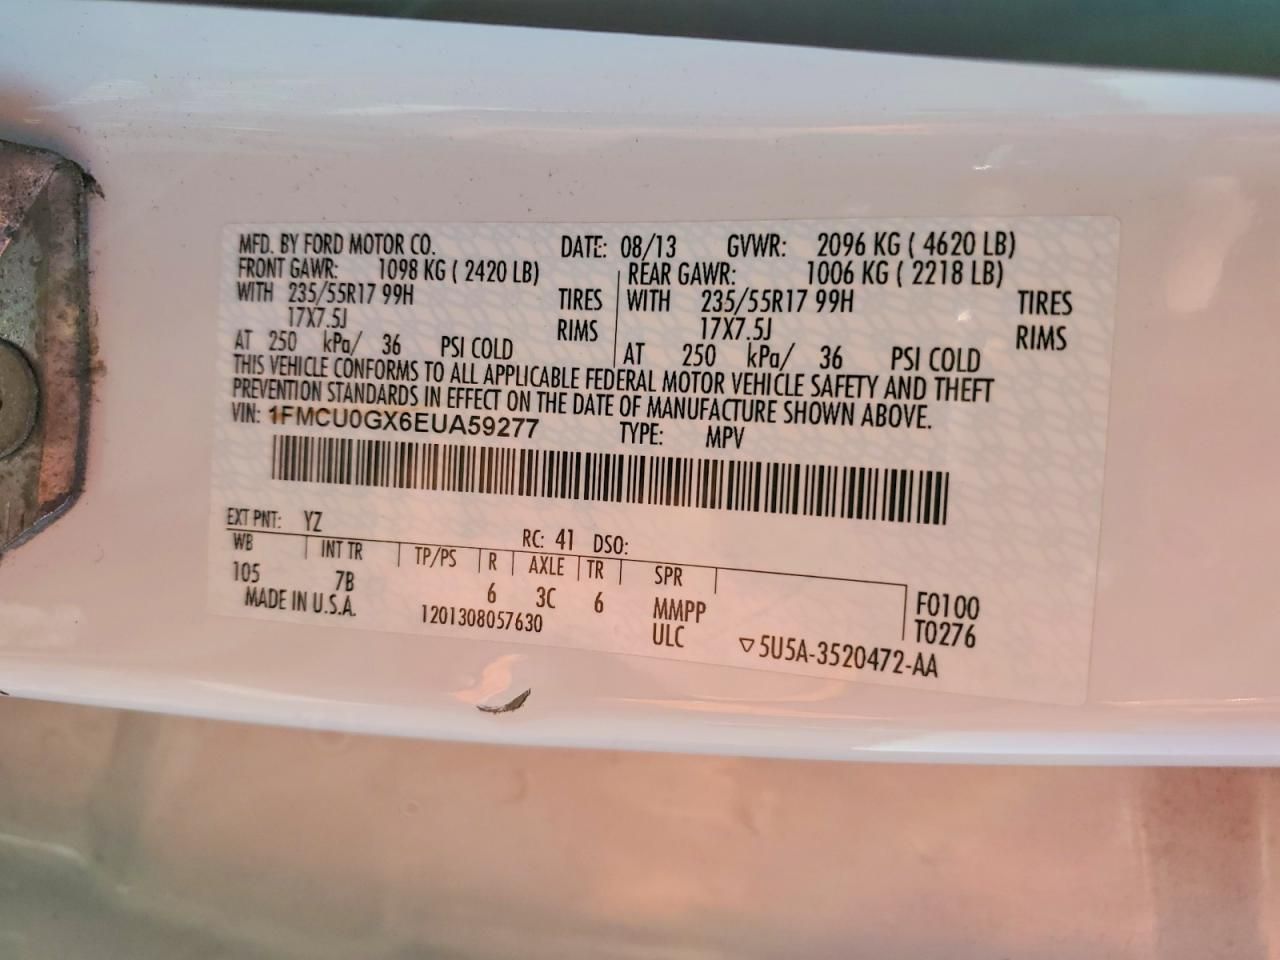 MFD. BY FORD MOTOR CO. DATE: 08/13 GVWR: 2096 KG ( 4620 LB)
FRONT GAWR: 1098 KG ( 2420 LB) REAR GAWR: 1006 KG ( 2218 LB)
WITH 235/55R17 99H TIRES WITH 235/55R17 99H TIRES
17X7.5J RIMS 17X7.5J RIMS
AT 250 kPa/ 36 PSI COLD AT 250 kPa/ 36 PSI COLD
THIS VEHICLE CONFORMS TO ALL APPLICABLE FEDERAL MOTOR VEHICLE SAFETY AND THEFT
PREVENTION STANDARDS IN EFFECT ON THE DATE OF MANUFACTURE SHOWN ABOVE.
VIN: 1FMCU0GX6EUA59277 TYPE: MPV
EXT PNT: YZ RC: 41 DSO:
WB INT TR TP/PS R AXLE TR SPR
105 7B 6 3C 6 MMPP F0100
MADE IN U.S.A. 1201308057630 ULC T0276
▽5U5A-3520472-AA